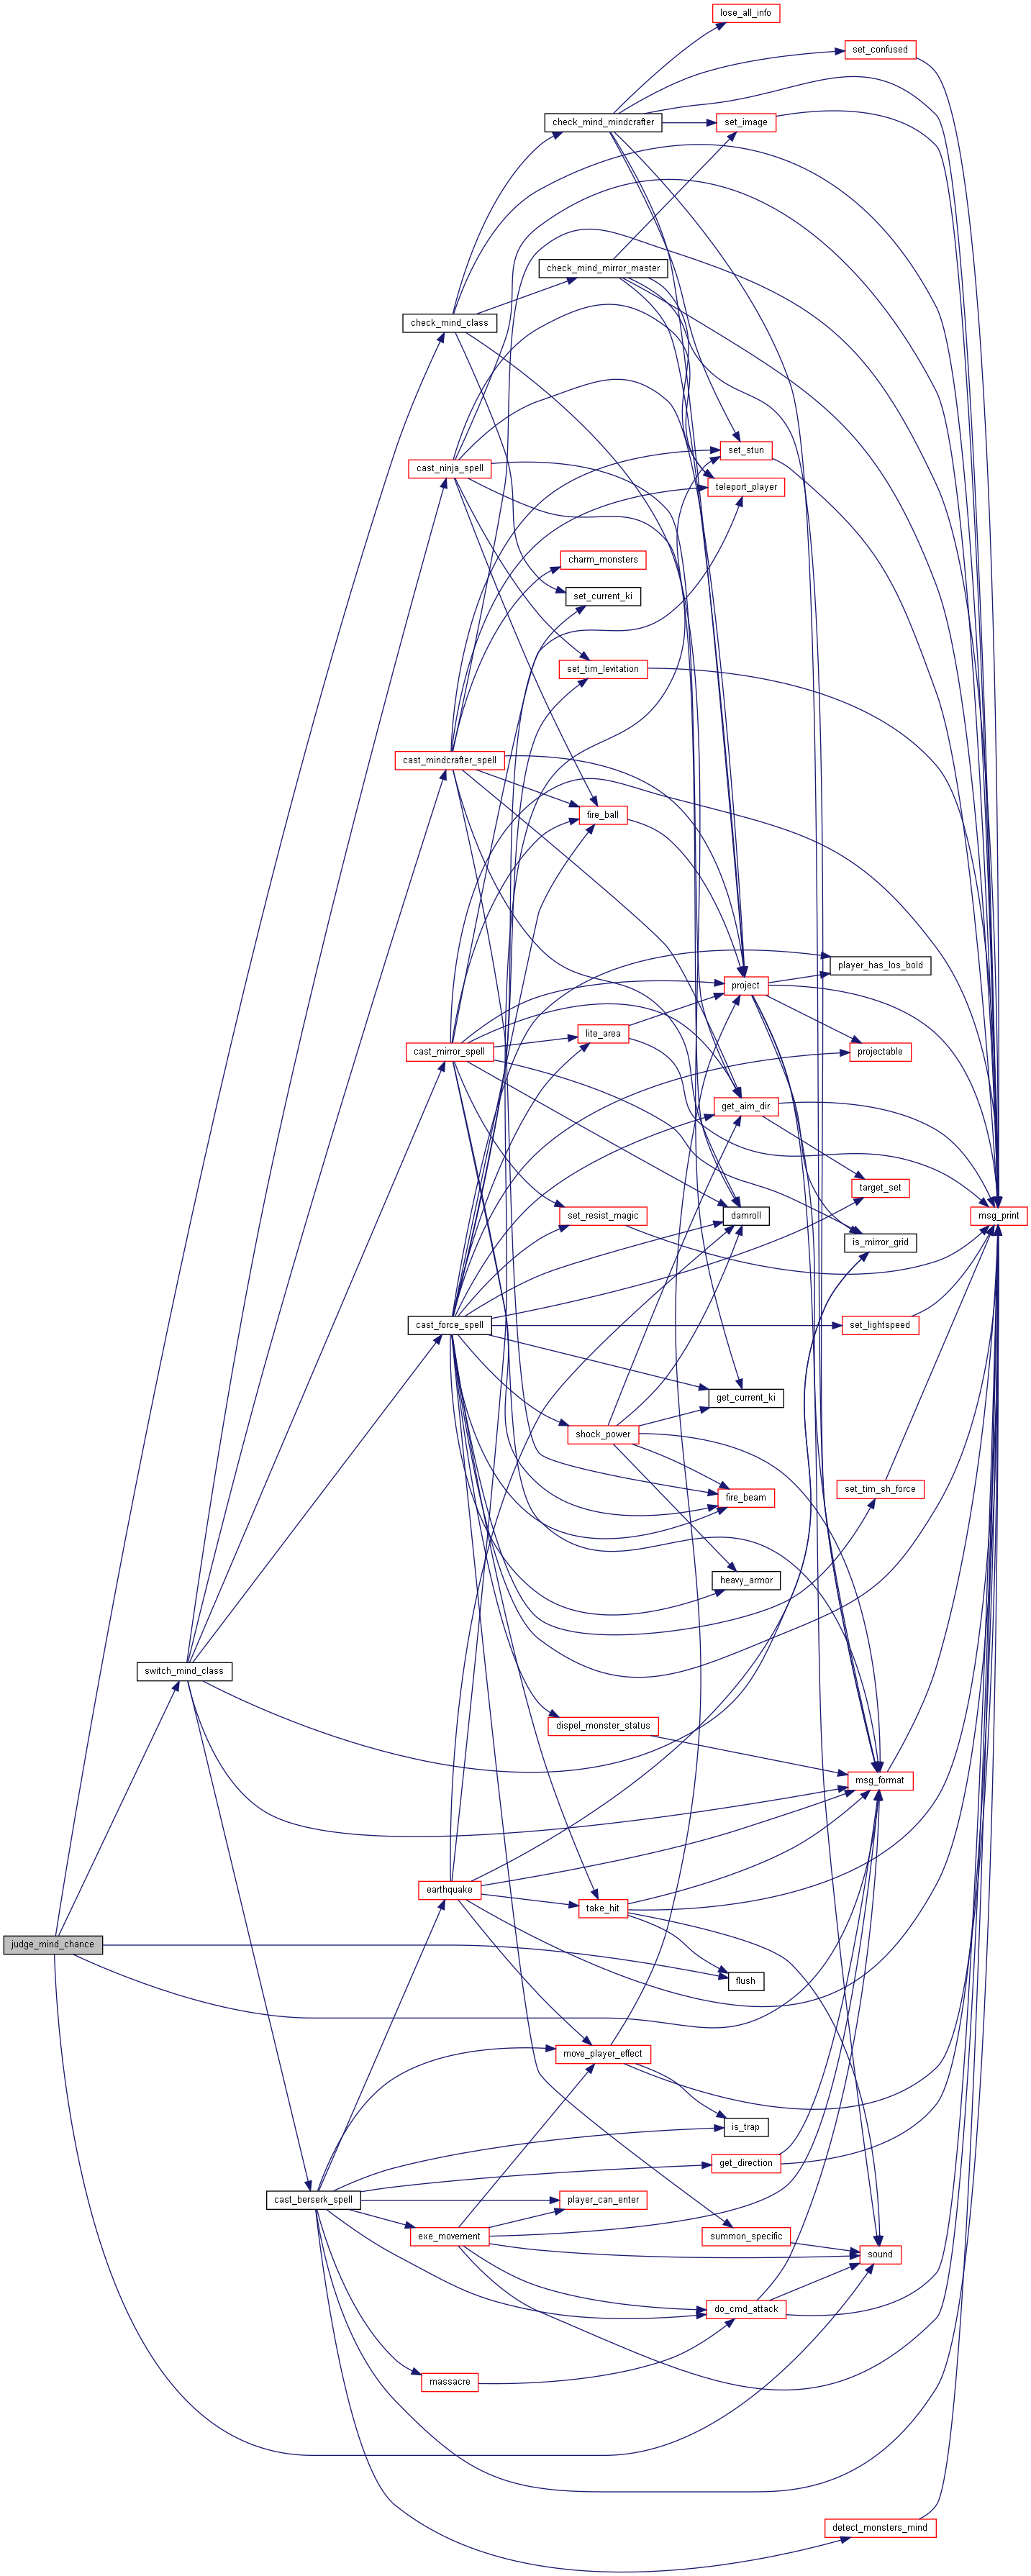 lose_all_info
set_confused
check_mind_mindcrafter
set_image
check_mind_mirror_master
check_mind_class
set_stun
cast_ninja_spell
teleport_player
charm_monsters
set_current_ki
set_tim_levitation
cast_mindcrafter_spell
fire_ball
player_has_los_bold
project
lite_area
cast_mirror_spell
projectable
get_aim_dir
target_set
set_resist_magic
damroll
msg_print
is_mirror_grid
cast_force_spell
set_lightspeed
get_current_ki
shock_power
set_tim_sh_force
fire_beam
heavy_armor
switch_mind_class
dispel_monster_status
msg_format
earthquake
take_hit
judge_mind_chance
flush
move_player_effect
is_trap
get_direction
cast_berserk_spell
player_can_enter
exe_movement
summon_specific
sound
do_cmd_attack
massacre
detect_monsters_mind